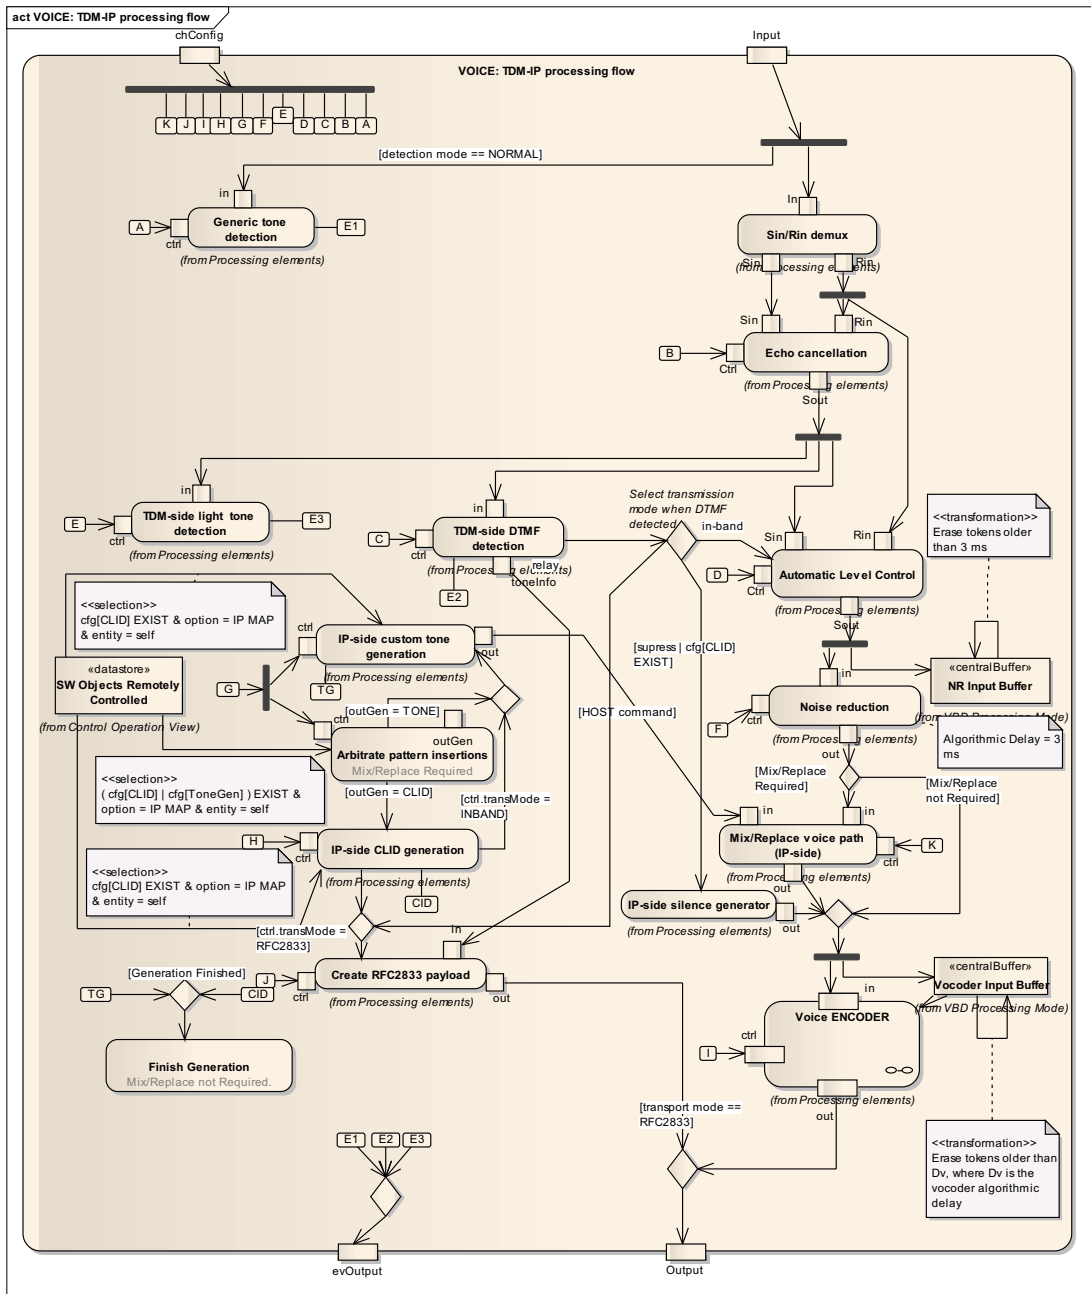 act VOICE: TDM-IP processing flow
chConfig
Input
VOICE: TDM-IP processing flow
K
J
I
H
G
F
E
D
C
B
A
[detection mode == NORMAL]
in
In
A
ctrl
Generic tone
detection
E1
(from Processing elements)
Sin/Rin demux
(from Processing elements)
Sin
Rin
Sin
Rin
B
Ctrl
Echo cancellation
(from Processing elements)
Sout
in
in
Select transmission
mode when DTMF
detected
in-band
E
ctrl
TDM-side light tone
detection
E3
(from Processing elements)
C
ctrl
TDM-side DTMF
detection
(from Processing elements)
relay
toneInfo
E2
Sin
Rin
D
Ctrl
Automatic Level Control
(from Processing elements)
Sout
<<transformation>>
Erase tokens older
than 3 ms
<<selection>>
cfg[CLID] EXIST & option = IP MAP
& entity = self
ctrl
IP-side custom tone
generation
out
(from Processing elements)
TG
G
«datastore»
SW Objects Remotely
Controlled
(from Control Operation View)
[supress | cfg[CLID]
EXIST]
[HOST command]
in
«centralBuffer»
NR Input Buffer
(from VBD Processing Mode)
F
ctrl
Noise reduction
(from Processing elements)
out
Algorithmic Delay = 3
ms
ctrl
[outGen = TONE]
outGen
Arbitrate pattern insertions
Mix/Replace Required
<<selection>>
( cfg[CLID] | cfg[ToneGen] ) EXIST &
option = IP MAP & entity = self
[outGen = CLID]
[ctrl.transMode =
INBAND]
[Mix/Replace
Required]
[Mix/Replace
not Required]
in
in
H
ctrl
IP-side CLID generation
(from Processing elements)
CID
Mix/Replace voice path
(IP-side)
K
ctrl
(from Processing elements)
out
<<selection>>
cfg[CLID] EXIST & option = IP MAP
& entity = self
IP-side silence generator
out
(from Processing elements)
[ctrl.transMode =
RFC2833]
in
[Generation Finished]
J
ctrl
Create RFC2833 payload
out
(from Processing elements)
TG
CID
Finish Generation
Mix/Replace not Required.
in
«centralBuffer»
Vocoder Input Buffer
(from VBD Processing Mode)
Voice ENCODER
ctrl
I
(from Processing elements)
out
[transport mode ==
RFC2833]
<<transformation>>
Erase tokens older than
Dv, where Dv is the
vocoder algorithmic
delay
E1
E2
E3
evOutput
Output